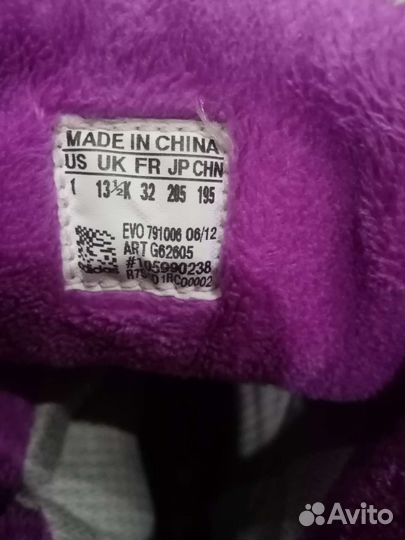 MADE IN CHINA
US UK FR JP CHN
1 13½K 32 205 195
EVO 791006 06/12
ART G62605
#105990238
Avito